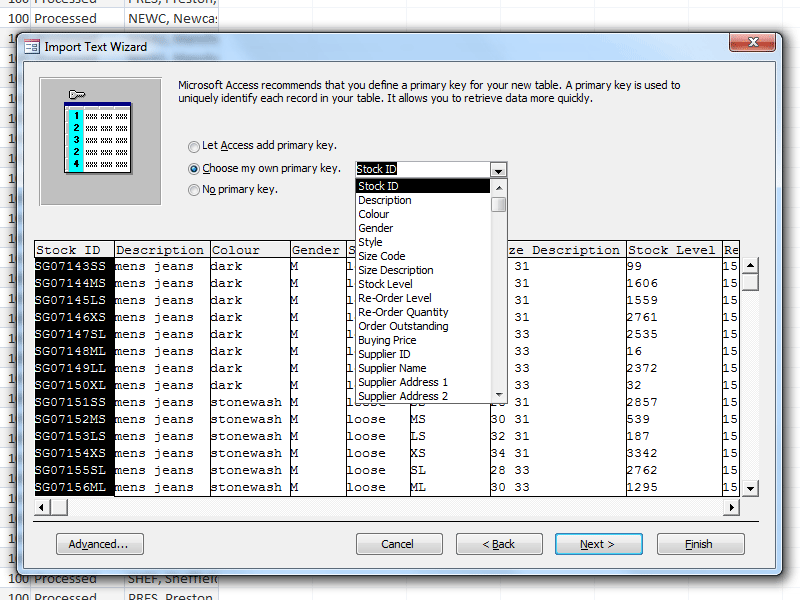 100 Processed PRES, Preston,
100 Processed NEWC, Newcas
Import Text Wizard
Microsoft Access recommends that you define a primary key for your new table. A primary key is used to
uniquely identify each record in your table. It allows you to retrieve data more quickly.
1 xxx xxx xxx
2 xxx xxx xxx
3 xxx xxx xxx
2 xxx xxx xxx
4 xxx xxx xxx
Let Access add primary key.
Choose my own primary key.
No primary key.
Stock ID
Stock ID
Description
Colour
Gender
Style
Size Code
Size Description
Stock Level
Re-Order Level
Re-Order Quantity
Order Outstanding
Buying Price
Supplier ID
Supplier Name
Supplier Address 1
Supplier Address 2
Stock ID Description Colour Gender S ze Description Stock Level Re
SG07143SS mens jeans dark M l 31 99 15
SG07144MS mens jeans dark M l 31 1606 15
SG07145LS mens jeans dark M l 31 1559 15
SG07146XS mens jeans dark M l 31 2761 15
SG07147SL mens jeans dark M l 33 2535 15
SG07148ML mens jeans dark M l 33 16 15
SG07149LL mens jeans dark M l 33 2372 15
SG07150XL mens jeans dark M l 33 32 15
SG07151SS mens jeans stonewash M loose SS 28 31 2857 15
SG07152MS mens jeans stonewash M loose MS 30 31 539 15
SG07153LS mens jeans stonewash M loose LS 32 31 187 15
SG07154XS mens jeans stonewash M loose XS 34 31 3342 15
SG07155SL mens jeans stonewash M loose SL 28 33 2762 15
SG07156ML mens jeans stonewash M loose ML 30 33 1295 15
Advanced... Cancel < Back Next > Finish
100 Processed SHEF, Sheffield
100 Processed PRES, Preston